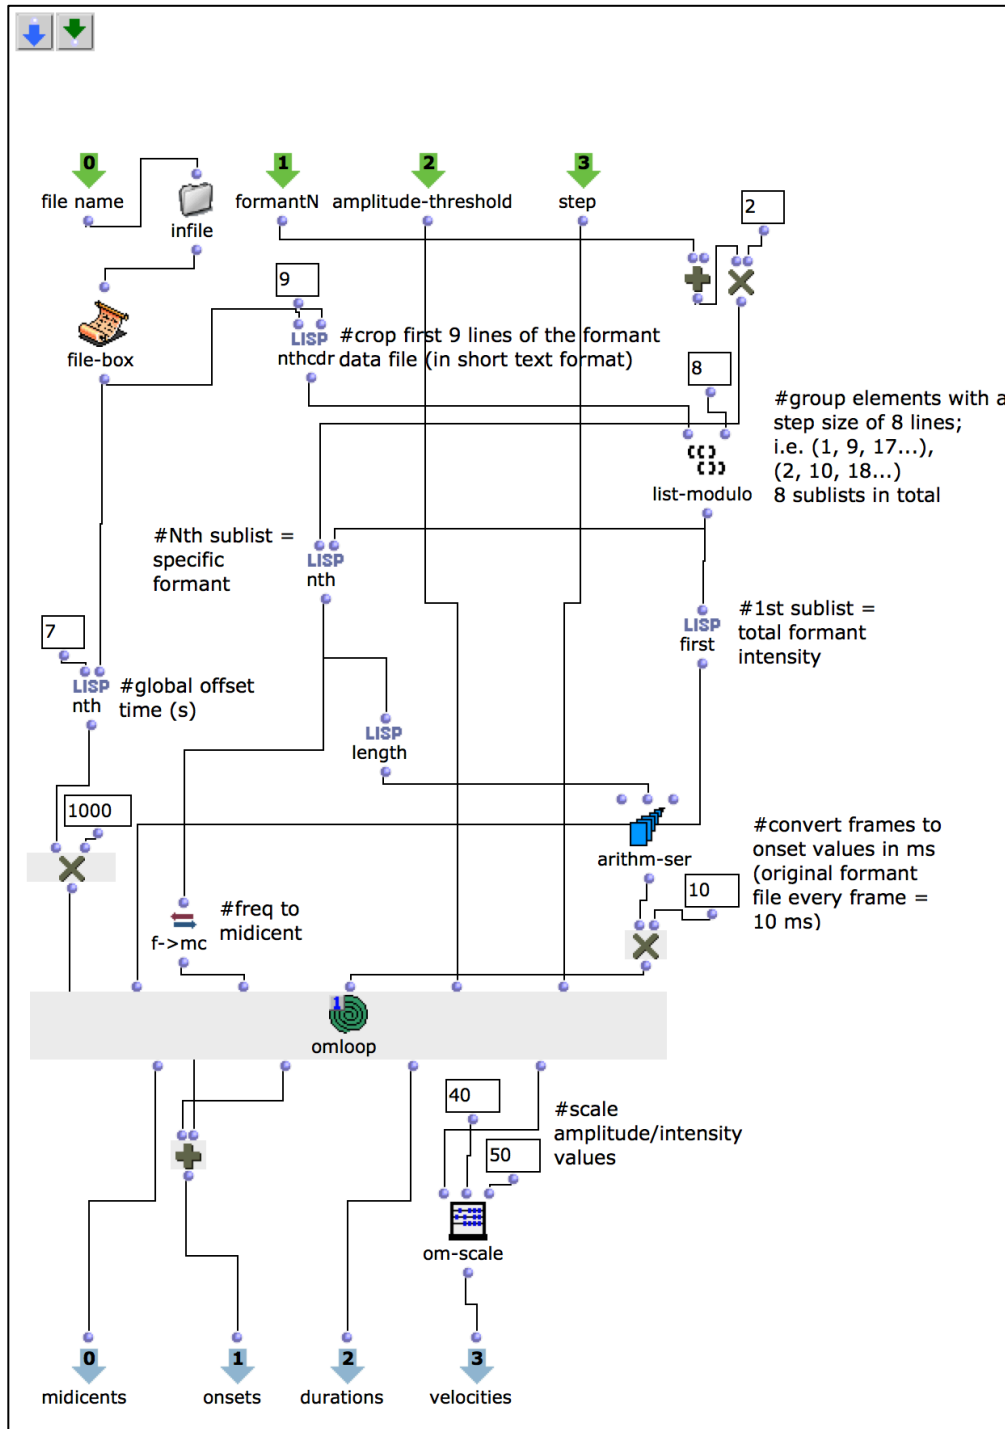 0
1
2
3
file name
infile
formantN
amplitude-threshold
step
2
9
file-box
LISP
nthcdr
#crop first 9 lines of the formant
data file (in short text format)
8
#group elements with a
step size of 8 lines;
i.e. (1, 9, 17...),
(2, 10, 18...)
8 sublists in total
list-modulo
#Nth sublist =
specific
formant
LISP
nth
7
LISP
first
#1st sublist =
total formant
intensity
LISP
nth
#global offset
time (s)
LISP
length
1000
arithm-ser
#convert frames to
onset values in ms
(original formant
file every frame =
10 ms)
10
f->mc
#freq to
midicent
1
omloop
40
#scale
amplitude/intensity
values
50
om-scale
0
1
2
3
midicents
onsets
durations
velocities